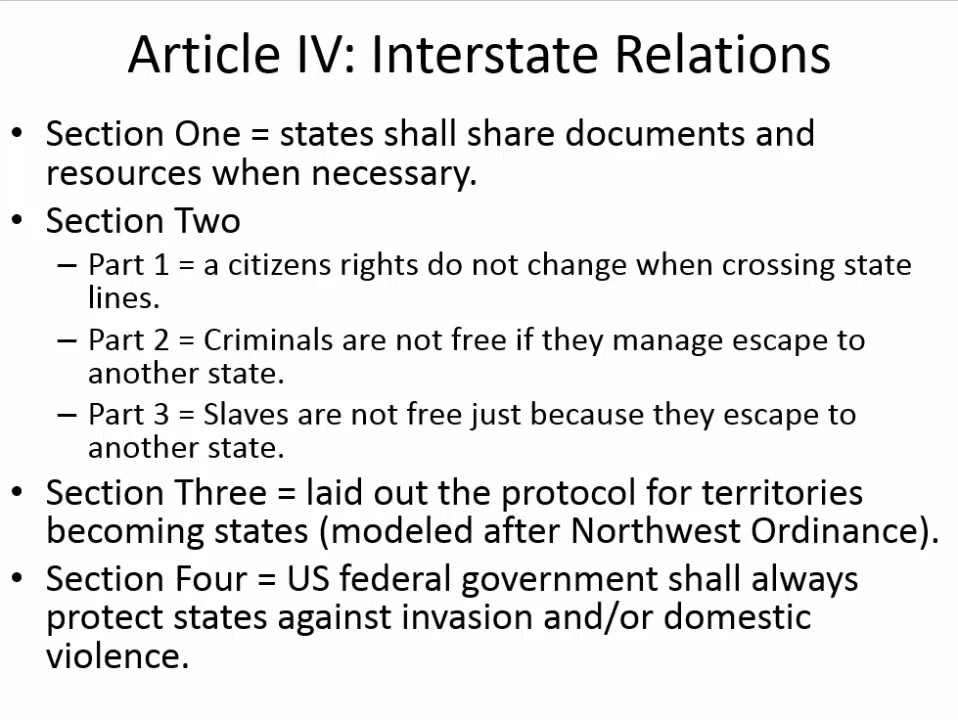 Article IV: Interstate Relations
• Section One = states shall share documents and
resources when necessary.
• Section Two
– Part 1 = a citizens rights do not change when crossing state
lines.
– Part 2 = Criminals are not free if they manage escape to
another state.
– Part 3 = Slaves are not free just because they escape to
another state.
• Section Three = laid out the protocol for territories
becoming states (modeled after Northwest Ordinance).
• Section Four = US federal government shall always
protect states against invasion and/or domestic
violence.